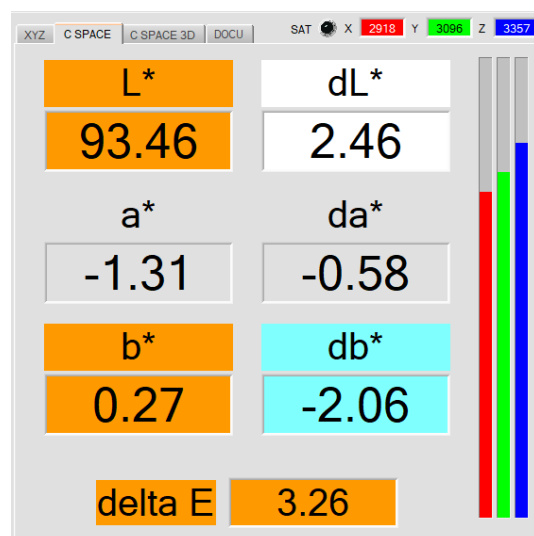 XYZ C SPACE C SPACE 3D DOCU SAT X 2918 Y 3096 Z 3357
L* dL*
93.46 2.46
a* da*
-1.31 -0.58
b* db*
0.27 -2.06
delta E 3.26